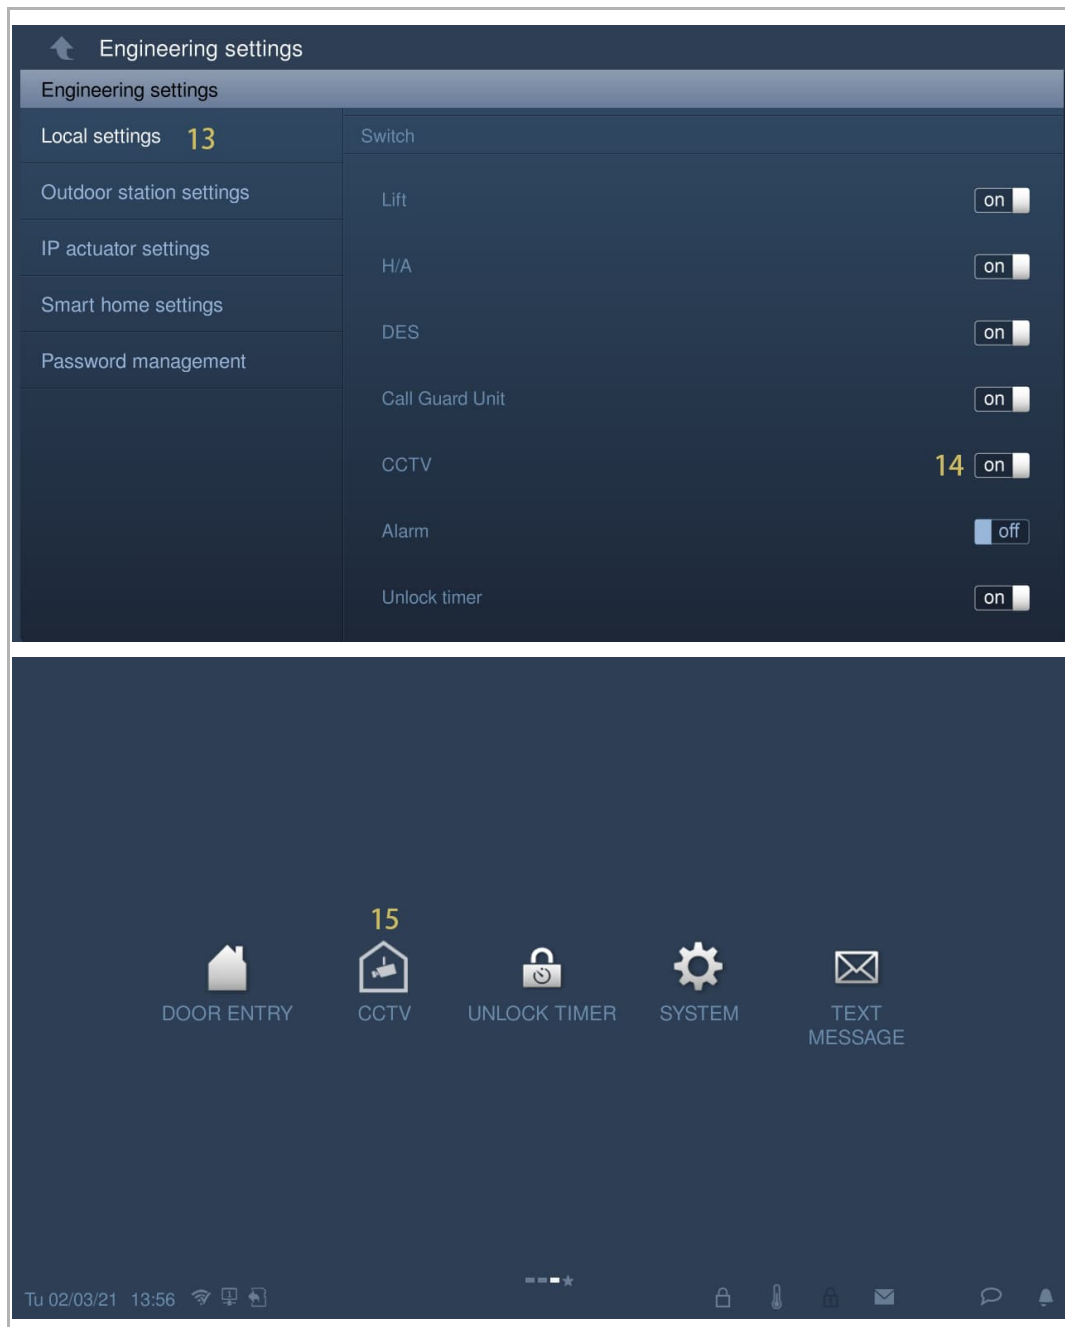 Engineering settings
Engineering settings
Local settings 13
Switch
Outdoor station settings
Lift on
IP actuator settings
H/A on
Smart home settings
DES on
Password management
Call Guard Unit on
CCTV 14 on
Alarm off
Unlock timer on
15
DOOR ENTRY CCTV UNLOCK TIMER SYSTEM TEXT
MESSAGE
Tu 02/03/21 13:56 1